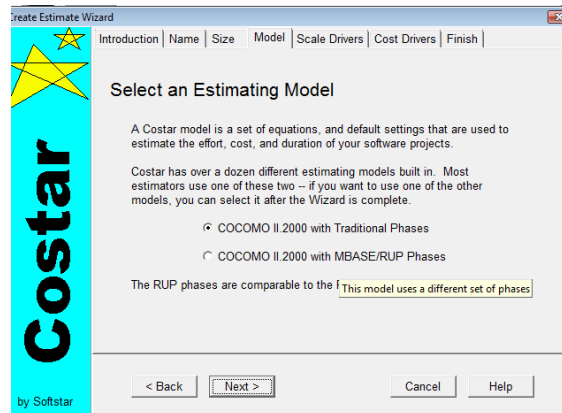 Create Estimate Wizard
Introduction Name Size Model Scale Drivers Cost Drivers Finish
Select an Estimating Model
A Costar model is a set of equations, and default settings that are used to
estimate the effort, cost, and duration of your software projects.
Costar has over a dozen different estimating models built in. Most
estimators use one of these two -- if you want to use one of the other
models, you can select it after the Wizard is complete.
COCOMO II.2000 with Traditional Phases
COCOMO II.2000 with MBASE/RUP Phases
The RUP phases are comparable to the
This model uses a different set of phases
Costar
by Softstar
< Back Next > Cancel Help